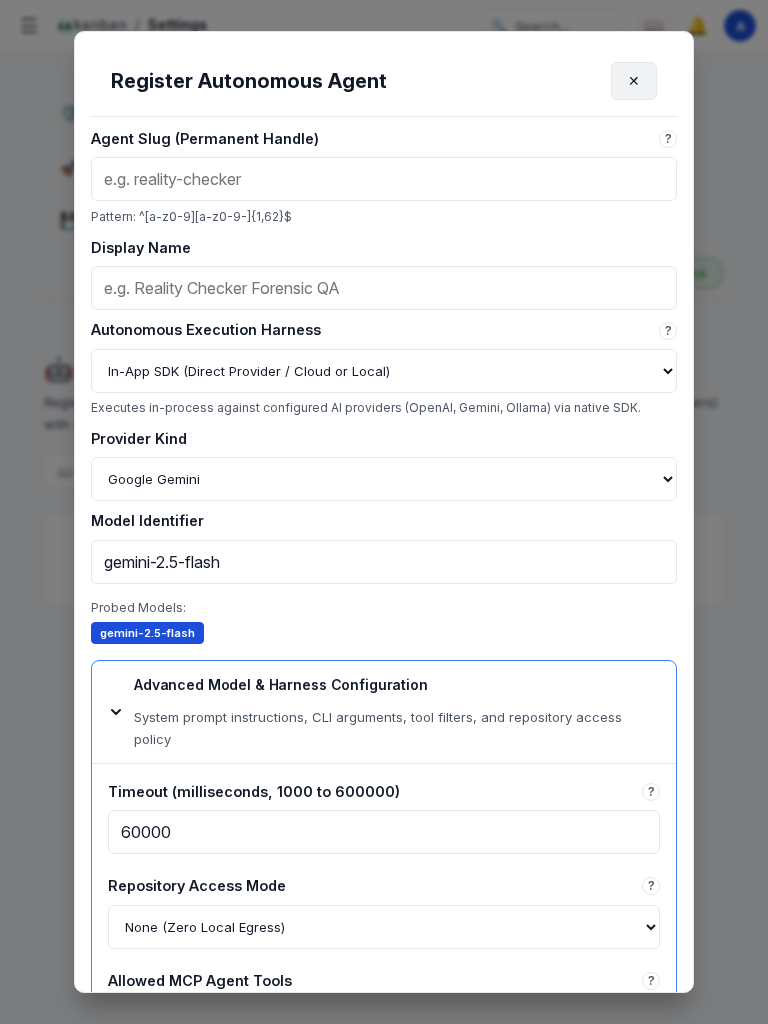 kanban / Settings
Search...
Register Autonomous Agent
×
Agent Slug (Permanent Handle)
?
e.g. reality-checker
Pattern: ^[a-z0-9][a-z0-9-]{1,62}$
Display Name
e.g. Reality Checker Forensic QA
Autonomous Execution Harness
?
In-App SDK (Direct Provider / Cloud or Local)
Executes in-process against configured AI providers (OpenAI, Gemini, Ollama) via native SDK.
Provider Kind
Google Gemini
Model Identifier
gemini-2.5-flash
Probed Models:
gemini-2.5-flash
Advanced Model & Harness Configuration
System prompt instructions, CLI arguments, tool filters, and repository access
policy
Timeout (milliseconds, 1000 to 600000)
?
60000
Repository Access Mode
?
None (Zero Local Egress)
Allowed MCP Agent Tools
?